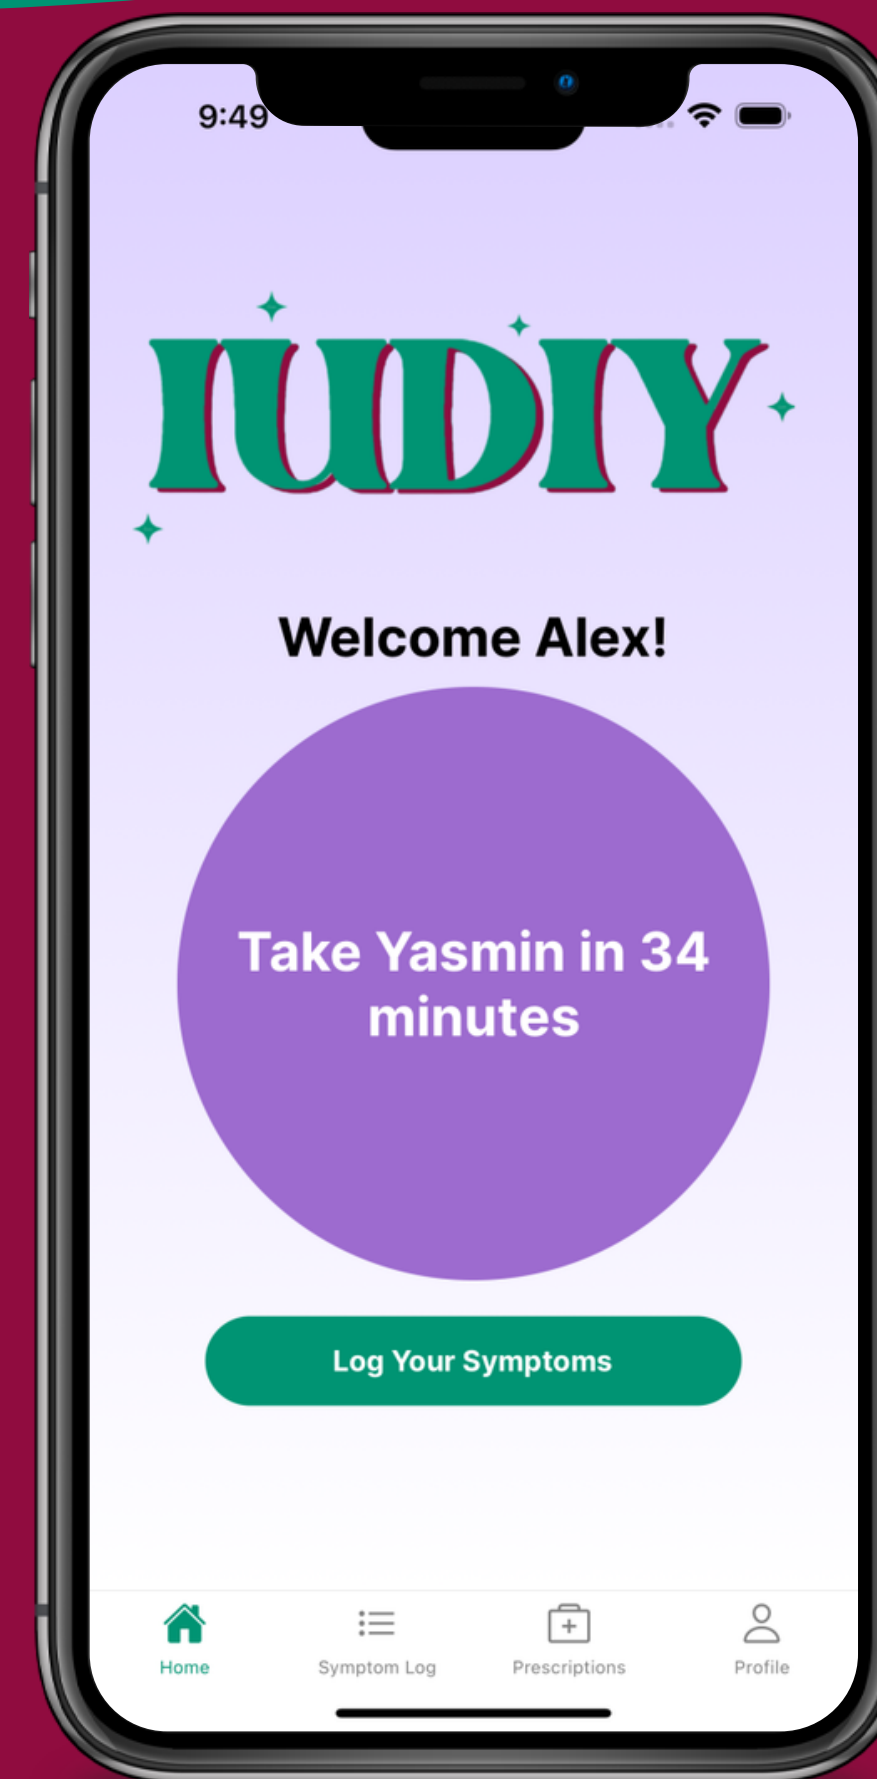 9:49
IUDIY
Welcome Alex!
Take Yasmin in 34
minutes
Log Your Symptoms
Home
Symptom Log
Prescriptions
Profile